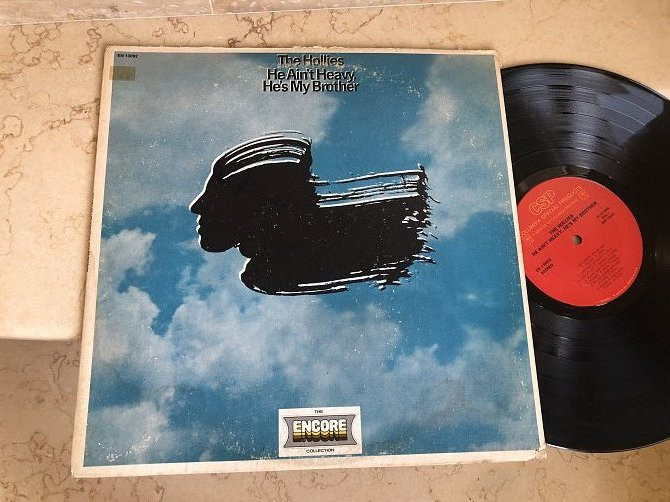 The Hollies
He Ain't Heavy,
He's My Brother
THE
ENCORE
COLLECTION
CSP
THE HOLLIES
HE AIN'T HEAVY, HE'S MY BROTHER
STEREO